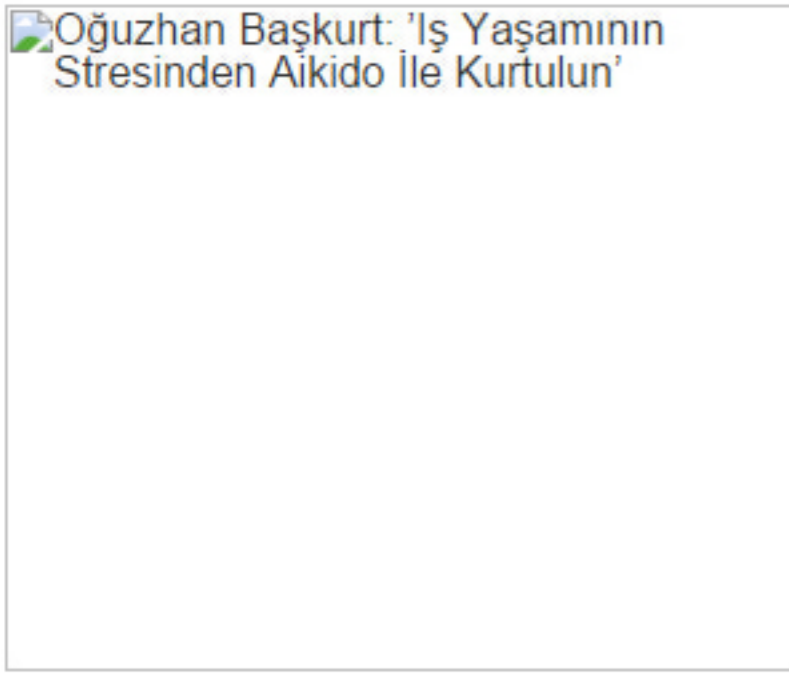 Oğuzhan Başkurt: ’Iş Yaşamının
Stresinden Aikido İle Kurtulun’